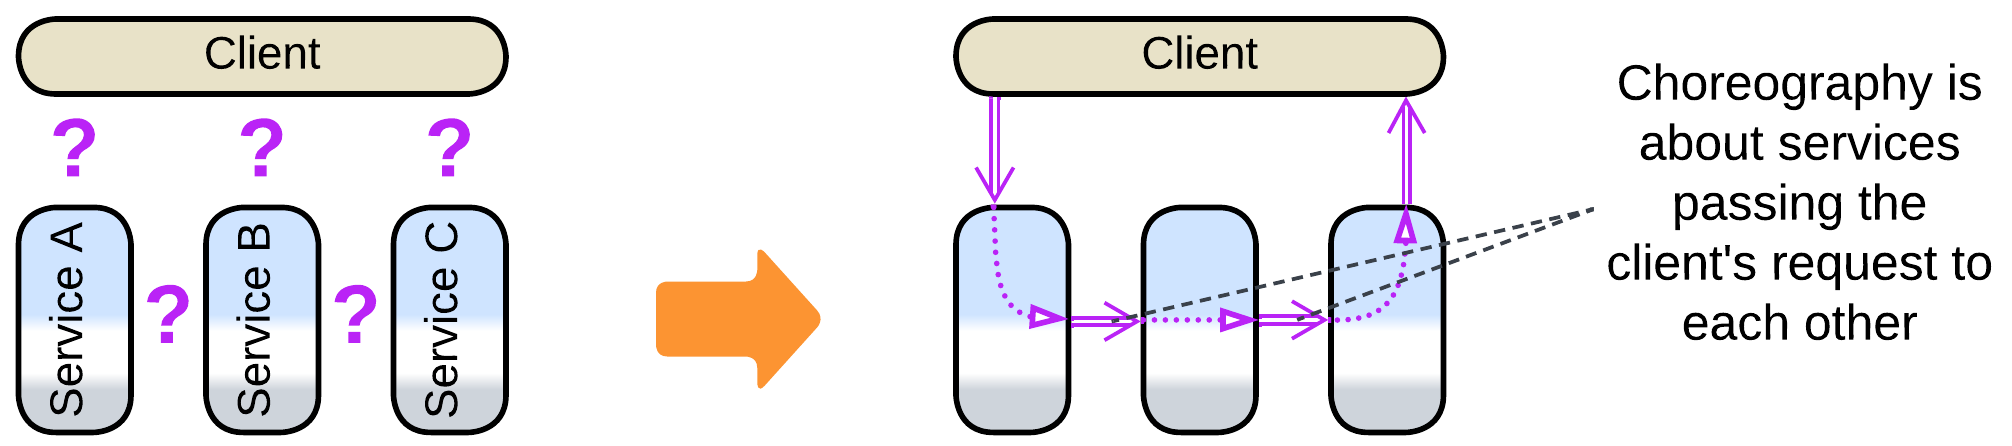 Client
?
?
?
Service A
?
Service B
?
Service C
Client
Choreography is
about services
passing the
client's request to
each other